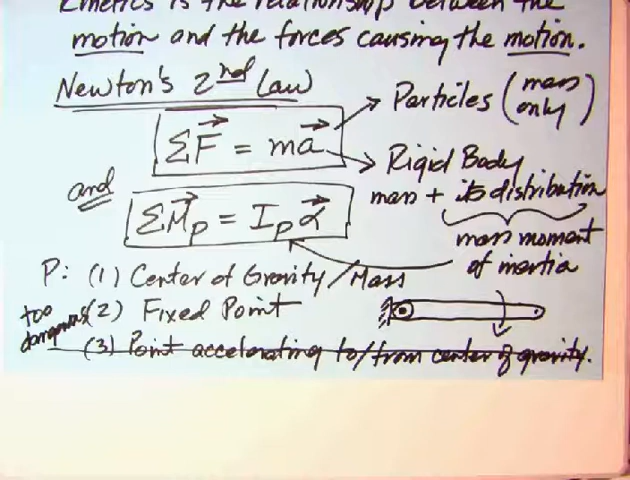 Kinetics is the relationship between the
motion and the forces causing the motion.
Newton's 2nd Law
Particles (mass only)
ΣF⃗ = ma⃗
Rigid Body
mass + its distribution
and
ΣM⃗p = Ip α⃗
mass moment
of inertia
P: (1) Center of Gravity/Mass
too dangerous
(2) Fixed Point
(3) Point accelerating to/from center of gravity.